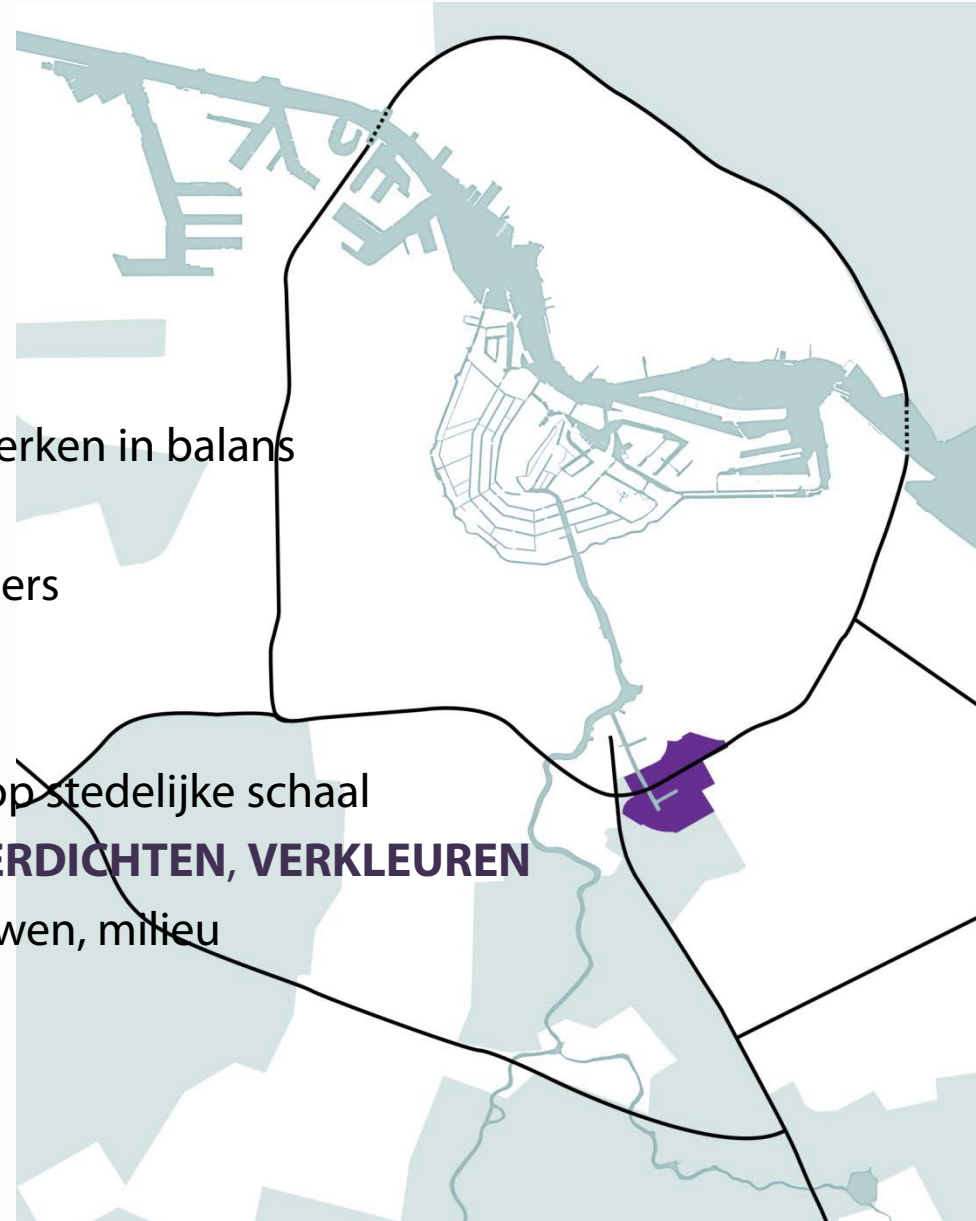 erken in balans
ers
op stedelijke schaal
ERDICHTEN, VERKLEUREN
wen, milieu